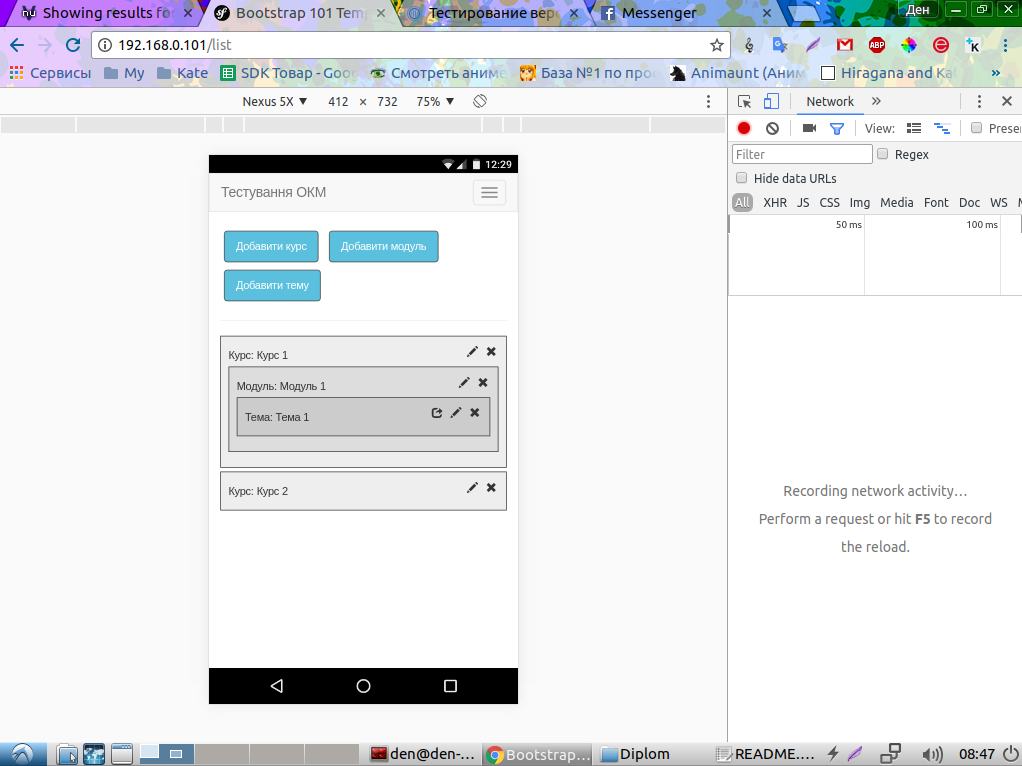 Showing results fo
Bootstrap 101 Tem
Тестирование вер
Messenger
Ден
192.168.0.101/list
Сервисы
My
Kate
SDK Товар - Goo
Смотреть аниме
База №1 по про
Animaunt (Аним
Hiragana and Ka
»
Nexus 5X ▼ 412 × 732 75% ▼
Network »
View:
Prese
Filter
Regex
Hide data URLs
All XHR JS CSS Img Media Font Doc WS
50 ms 100 ms
12:29
Тестування ОКМ
Добавити курс
Добавити модуль
Добавити тему
Курс: Курс 1
Модуль: Модуль 1
Тема: Тема 1
Курс: Курс 2
Recording network activity…
Perform a request or hit F5 to record
the reload.
den@den-...
Bootstrap...
Diplom
README....
08:47